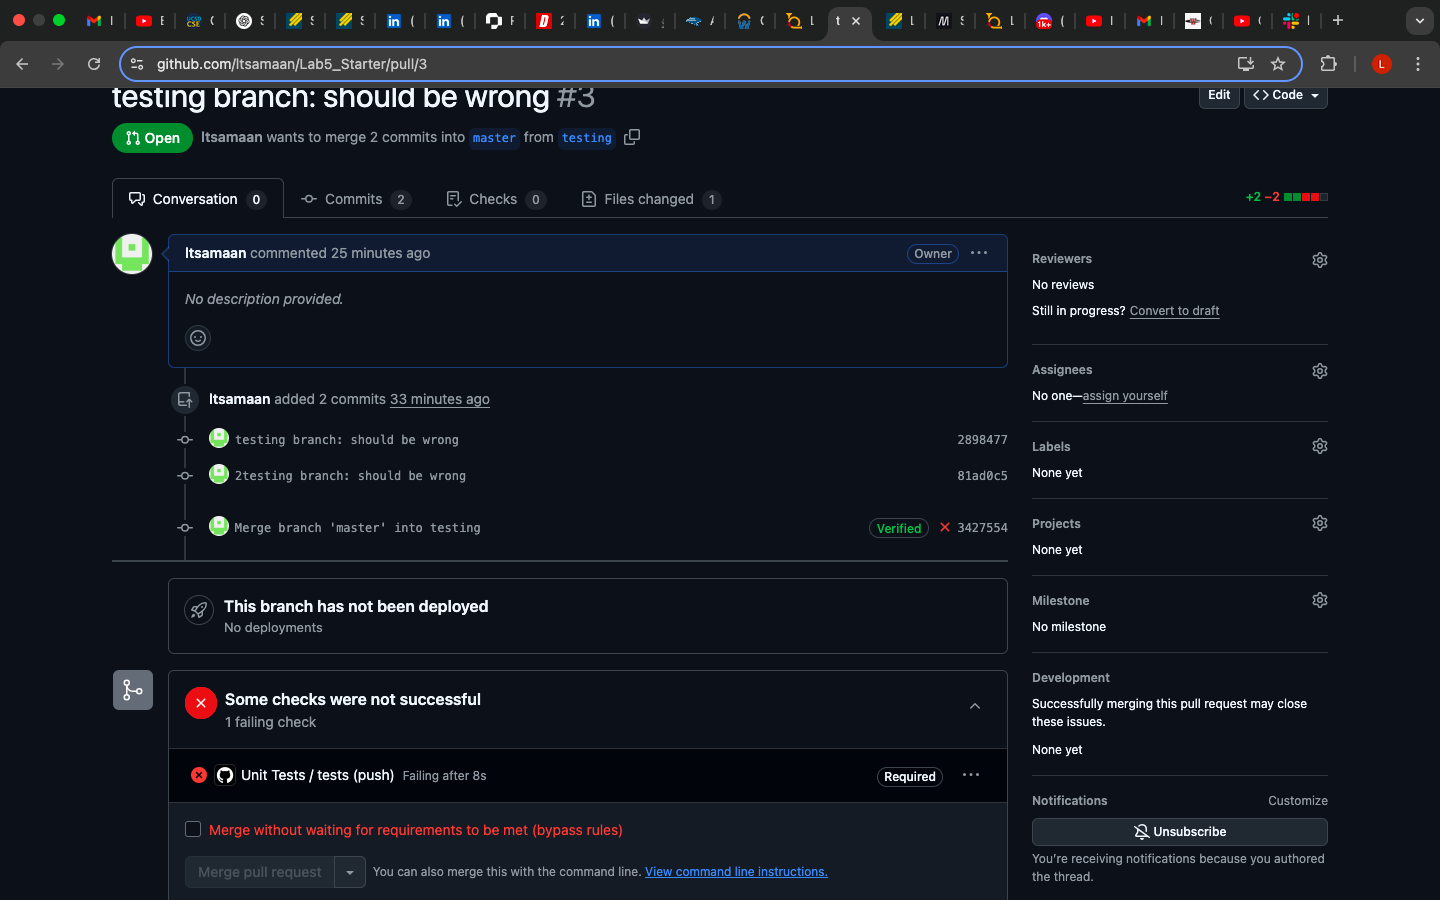 github.com/Itsamaan/Lab5_Starter/pull/3
testing branch: should be wrong #3
Edit
<> Code
Open
Itsamaan wants to merge 2 commits into master from testing
Conversation 0
Commits 2
Checks 0
Files changed 1
+2 −2
Itsamaan commented 25 minutes ago
Owner
No description provided.
Itsamaan added 2 commits 33 minutes ago
testing branch: should be wrong
2898477
2testing branch: should be wrong
81ad0c5
Merge branch 'master' into testing
Verified
3427554
This branch has not been deployed
No deployments
Some checks were not successful
1 failing check
Unit Tests / tests (push) Failing after 8s
Required
Merge without waiting for requirements to be met (bypass rules)
Merge pull request
You can also merge this with the command line. View command line instructions.
Reviewers
No reviews
Still in progress? Convert to draft
Assignees
No one—assign yourself
Labels
None yet
Projects
None yet
Milestone
No milestone
Development
Successfully merging this pull request may close
these issues.
None yet
Notifications
Customize
Unsubscribe
You're receiving notifications because you authored
the thread.